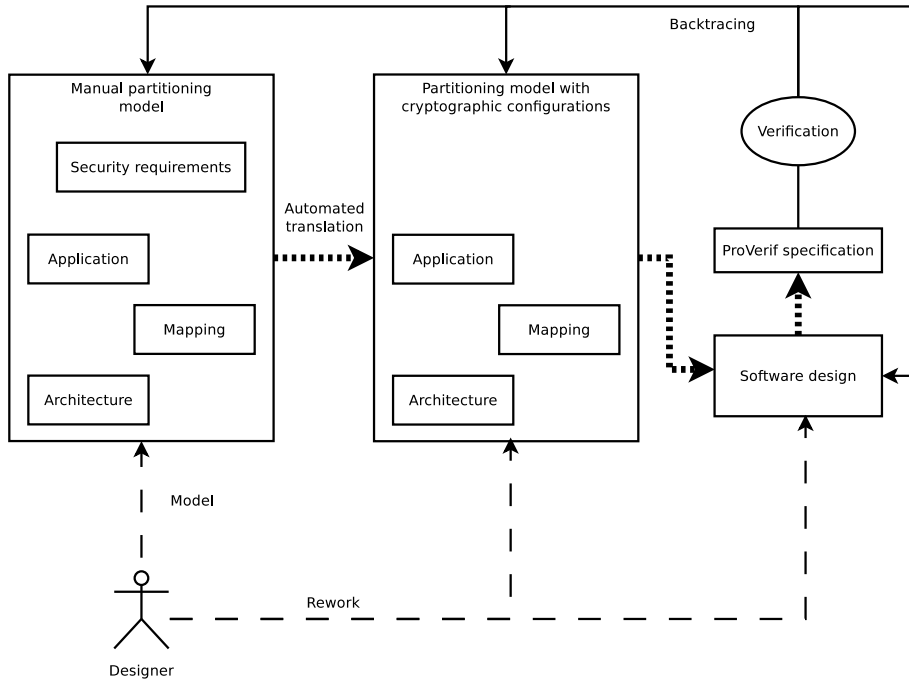 Backtracing
Manual partitioning
model
Security requirements
Application
Mapping
Architecture
Automated
translation
Partitioning model with
cryptographic configurations
Application
Mapping
Architecture
Verification
ProVerif specification
Software design
Model
Rework
Designer